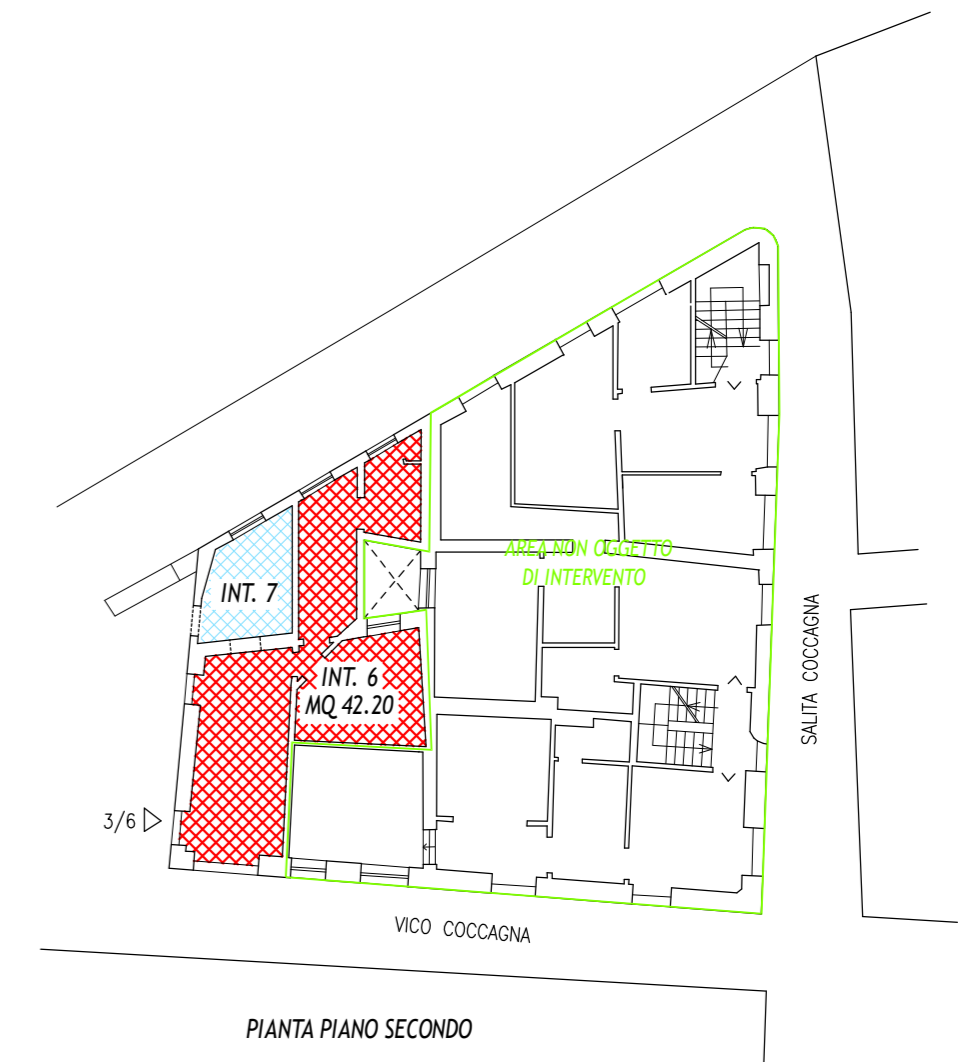 AREA NON OGGETTO
DI INTERVENTO
INT. 7
INT. 6
MQ 42.20
SALITA COCCAGNA
3/6
VICO COCCAGNA
PIANTA PIANO SECONDO